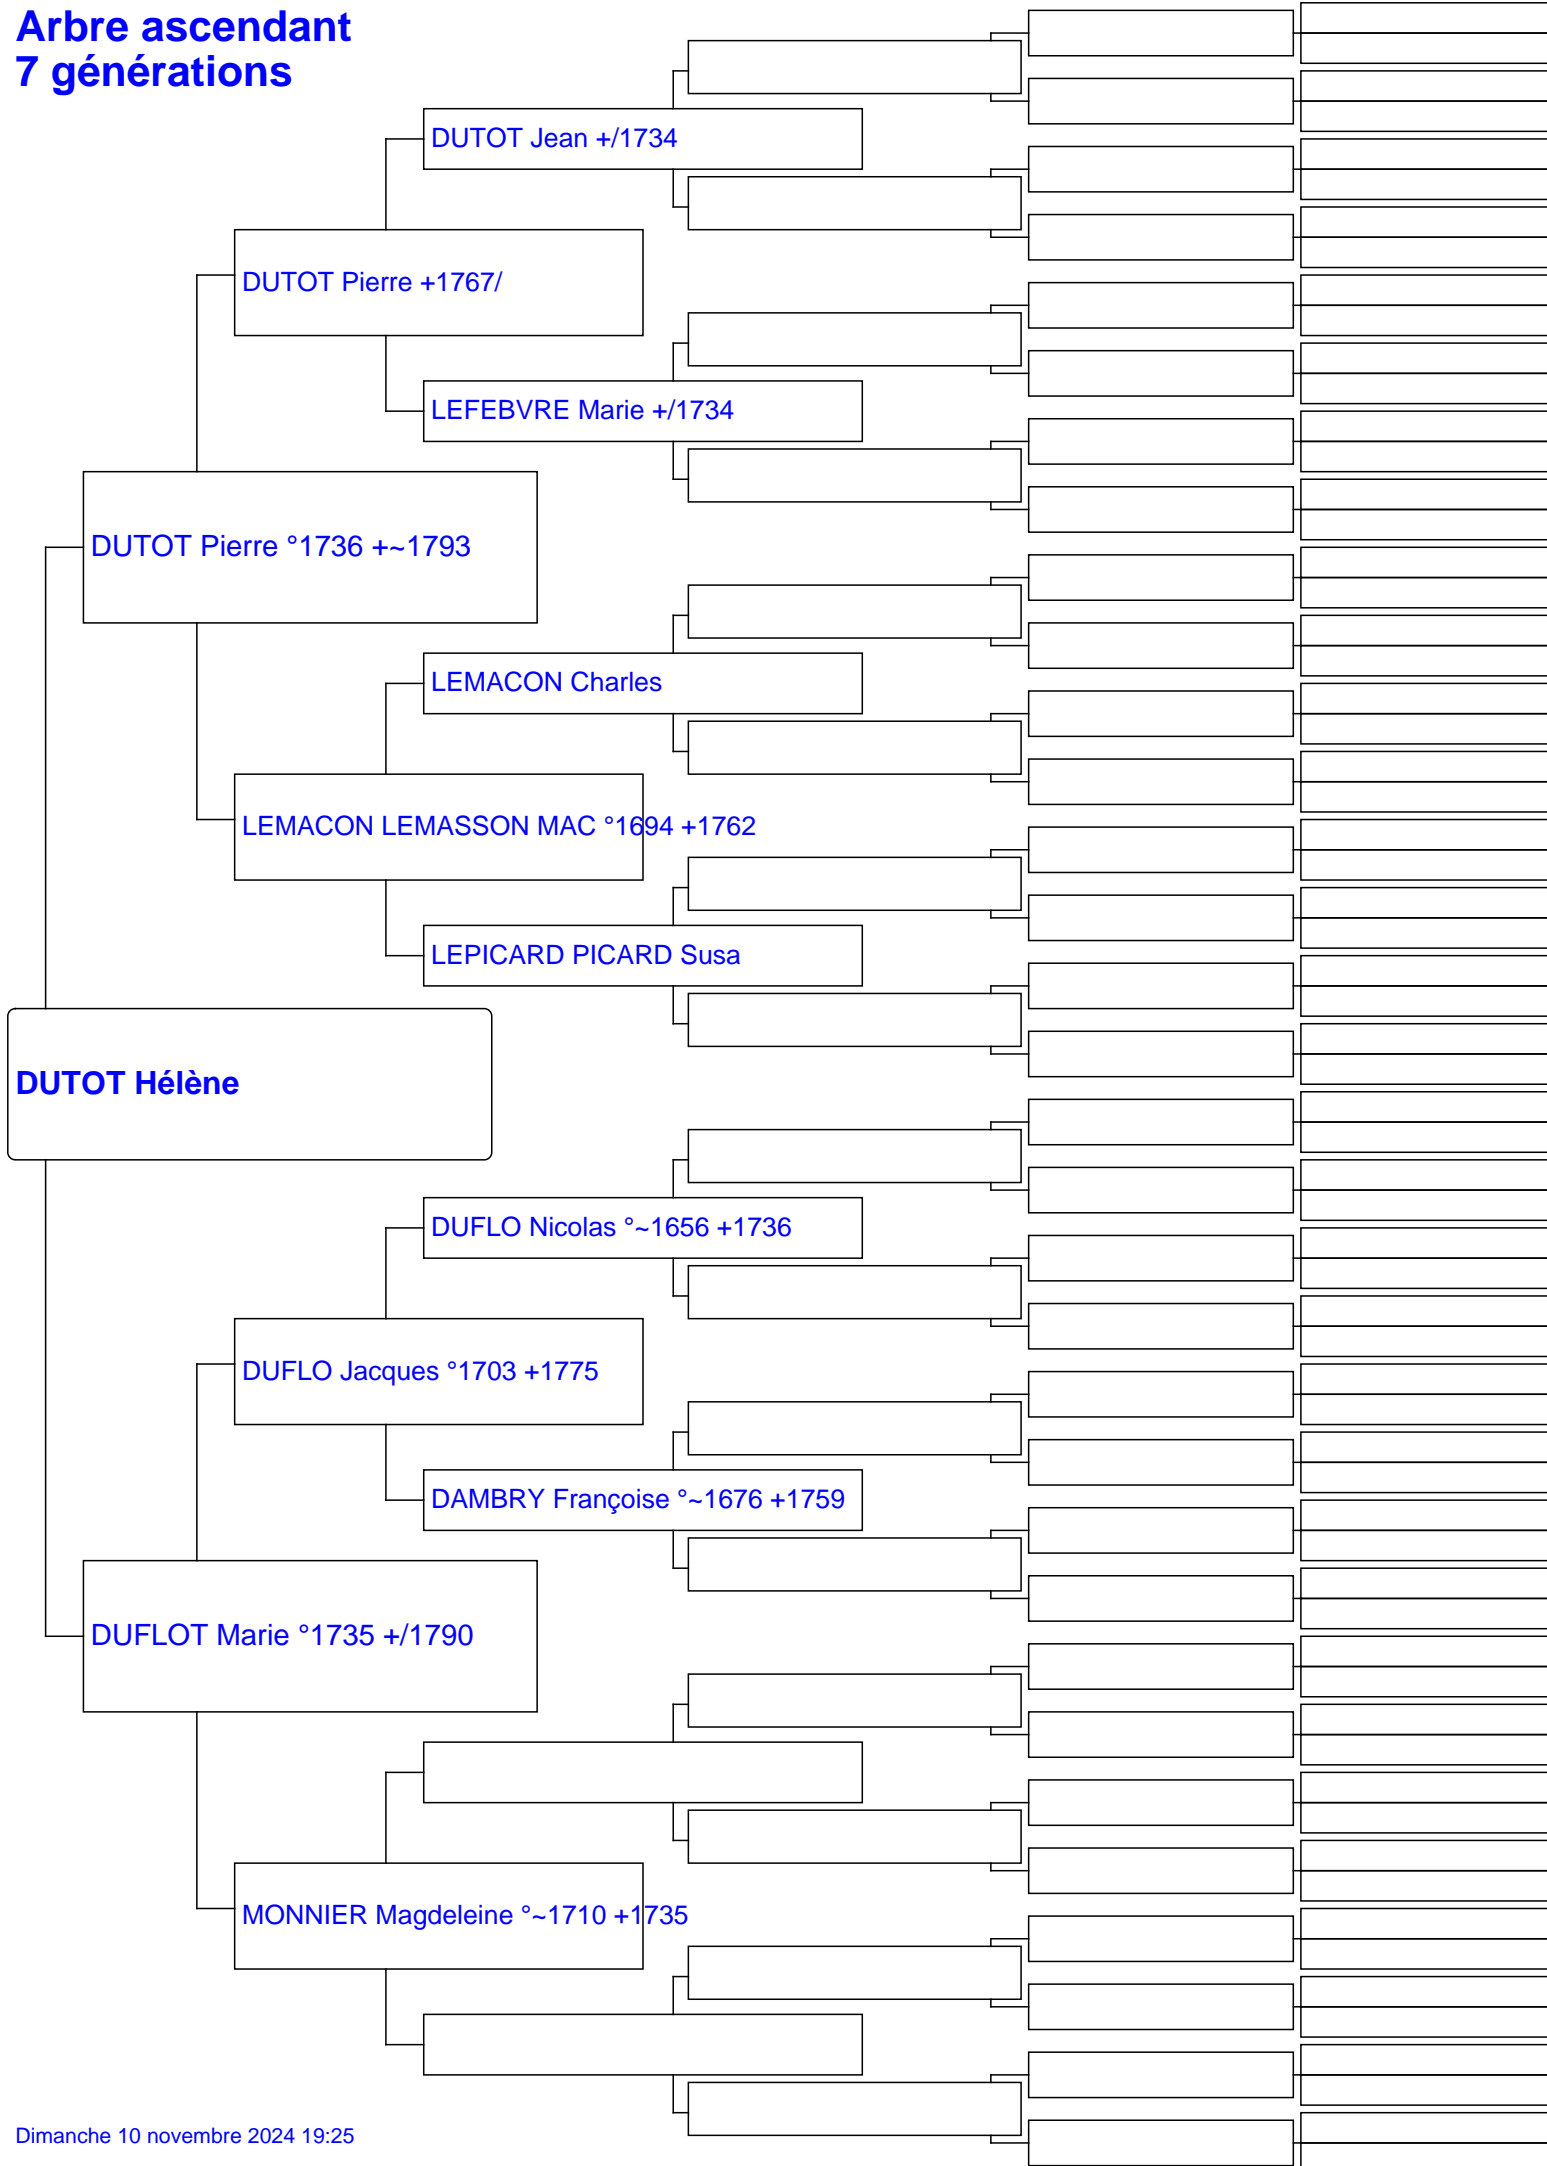 Arbre ascendant
7 générations
DUTOT Jean +/1734
DUTOT Pierre +1767/
LEFEBVRE Marie +/1734
DUTOT Pierre °1736 +~1793
LEMACON Charles
LEMACON LEMASSON MAC °1694 +1762
LEPICARD PICARD Susa
DUTOT Hélène
DUFLO Nicolas °~1656 +1736
DUFLO Jacques °1703 +1775
DAMBRY Françoise °~1676 +1759
DUFLOT Marie °1735 +/1790
MONNIER Magdeleine °~1710 +1735
Dimanche 10 novembre 2024 19:25